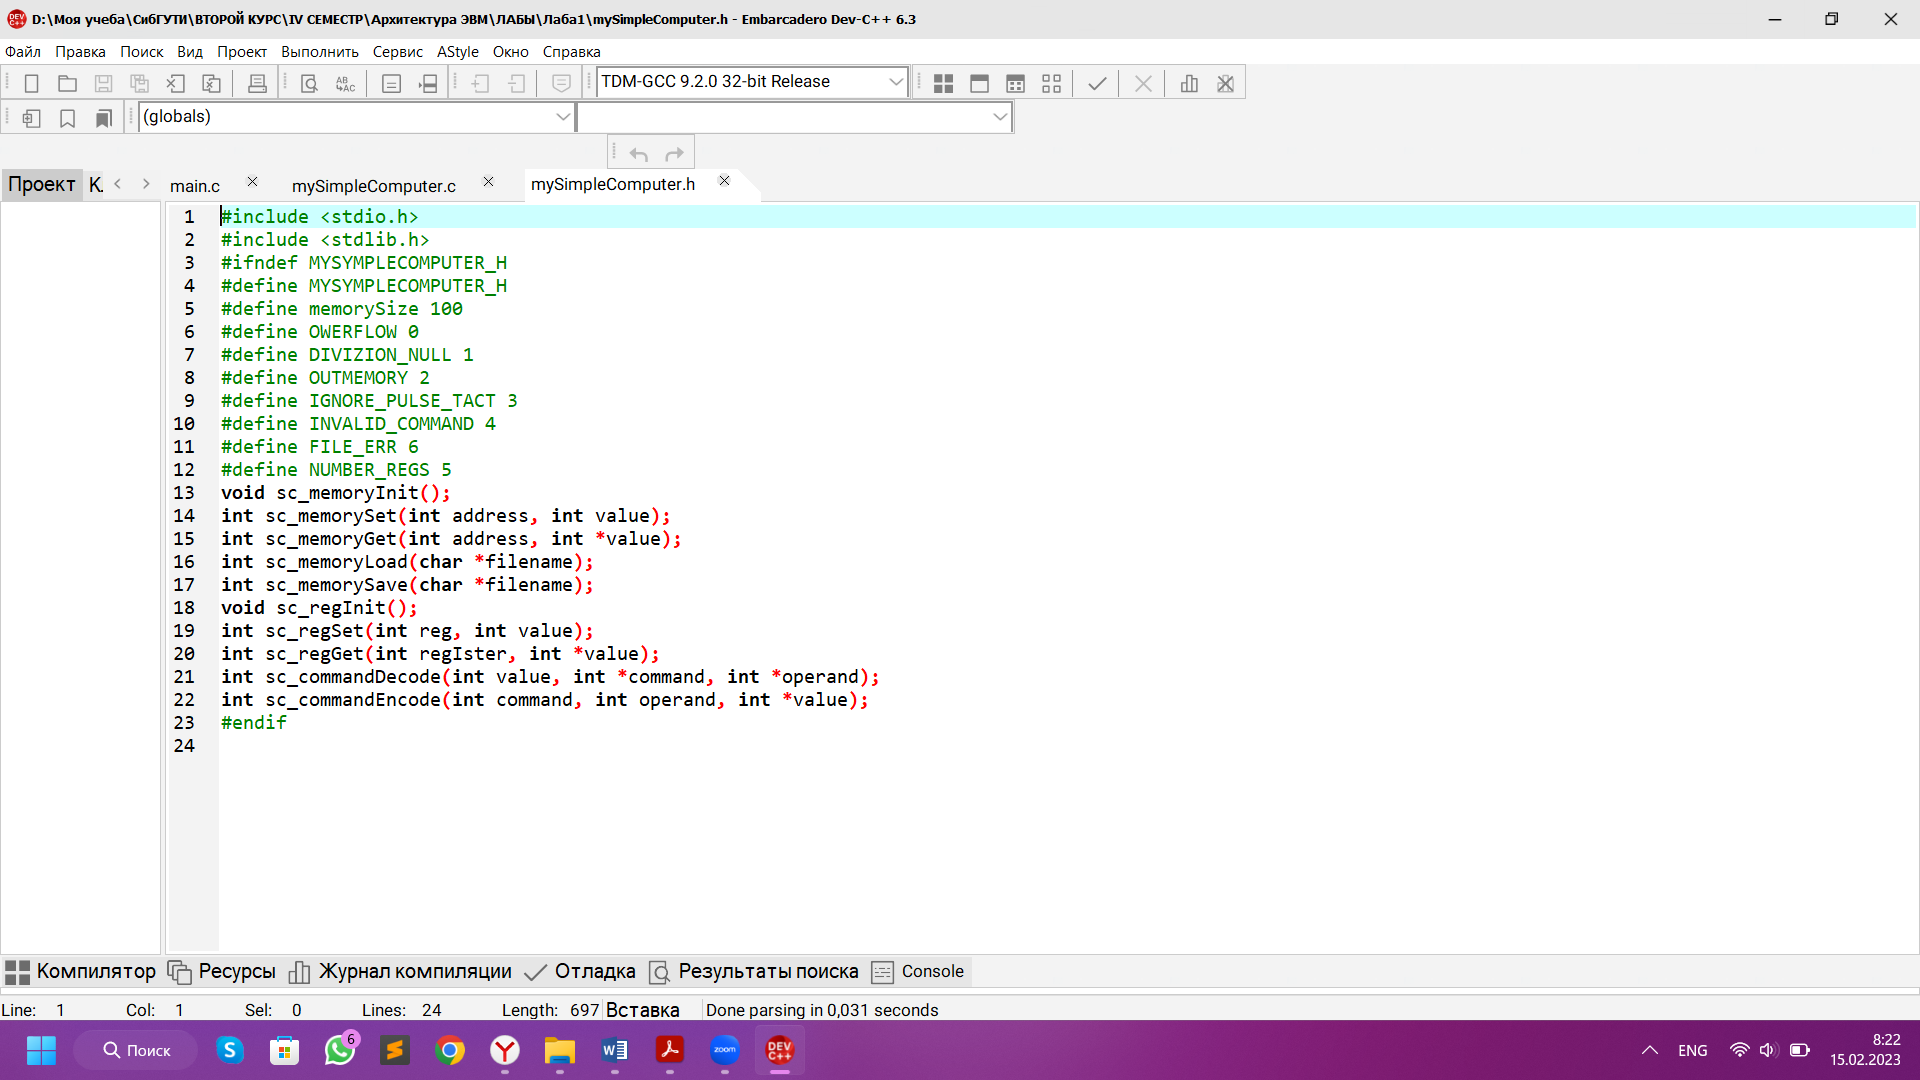 D:\Моя учеба\СибГУТИ\ВТОРОЙ КУРС\IV СЕМЕСТР\Архитектура ЭВМ\ЛАБЫ\Лаба1\mySimpleComputer.h - Embarcadero Dev-C++ 6.3
Файл Правка Поиск Вид Проект Выполнить Сервис AStyle Окно Справка
TDM-GCC 9.2.0 32-bit Release
(globals)
Проект К. main.c mySimpleComputer.c mySimpleComputer.h
1 #include <stdio.h>
2 #include <stdlib.h>
3 #ifndef MYSYMPLECOMPUTER_H
4 #define MYSYMPLECOMPUTER_H
5 #define memorySize 100
6 #define OWERFLOW 0
7 #define DIVIZION_NULL 1
8 #define OUTMEMORY 2
9 #define IGNORE_PULSE_TACT 3
10 #define INVALID_COMMAND 4
11 #define FILE_ERR 6
12 #define NUMBER_REGS 5
13 void sc_memoryInit();
14 int sc_memorySet(int address, int value);
15 int sc_memoryGet(int address, int *value);
16 int sc_memoryLoad(char *filename);
17 int sc_memorySave(char *filename);
18 void sc_regInit();
19 int sc_regSet(int reg, int value);
20 int sc_regGet(int regIster, int *value);
21 int sc_commandDecode(int value, int *command, int *operand);
22 int sc_commandEncode(int command, int operand, int *value);
23 #endif
24
Компилятор Ресурсы Журнал компиляции Отладка Результаты поиска Console
Line: 1 Col: 1 Sel: 0 Lines: 24 Length: 697 Вставка Done parsing in 0,031 seconds
Поиск 6 zoom DEV C++ ENG 8:22
15.02.2023